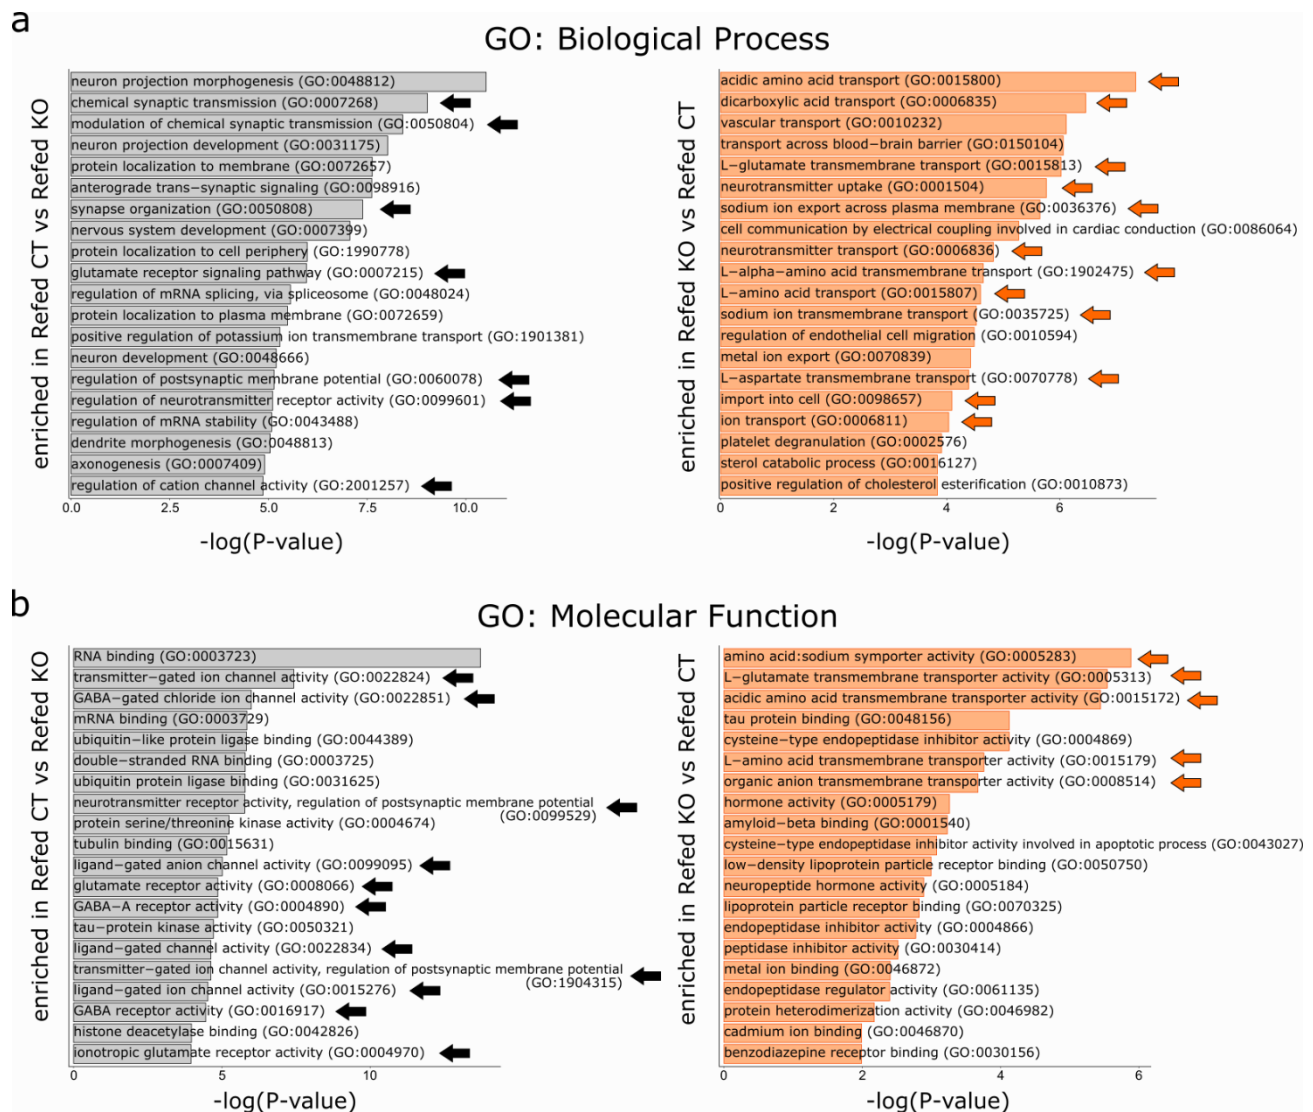 a
GO: Biological Process
enriched in Refed CT vs Refed KO
neuron projection morphogenesis (GO:0048812)
chemical synaptic transmission (GO:0007268)
modulation of chemical synaptic transmission (GO:0050804)
neuron projection development (GO:0031175)
protein localization to membrane (GO:0072657)
anterograde trans−synaptic signaling (GO:0098916)
synapse organization (GO:0050808)
nervous system development (GO:0007399)
protein localization to cell periphery (GO:1990778)
glutamate receptor signaling pathway (GO:0007215)
regulation of mRNA splicing, via spliceosome (GO:0048024)
protein localization to plasma membrane (GO:0072659)
positive regulation of potassium ion transmembrane transport (GO:1901381)
neuron development (GO:0048666)
regulation of postsynaptic membrane potential (GO:0060078)
regulation of neurotransmitter receptor activity (GO:0099601)
regulation of mRNA stability (GO:0043488)
dendrite morphogenesis (GO:0048813)
axonogenesis (GO:0007409)
regulation of cation channel activity (GO:2001257)
0.0 2.5 5.0 7.5 10.0
-log(P-value)
enriched in Refed KO vs Refed CT
acidic amino acid transport (GO:0015800)
dicarboxylic acid transport (GO:0006835)
vascular transport (GO:0010232)
transport across blood−brain barrier (GO:0150104)
L−glutamate transmembrane transport (GO:0015813)
neurotransmitter uptake (GO:0001504)
sodium ion export across plasma membrane (GO:0036376)
cell communication by electrical coupling involved in cardiac conduction (GO:0086064)
neurotransmitter transport (GO:0006836)
L−alpha−amino acid transmembrane transport (GO:1902475)
L−amino acid transport (GO:0015807)
sodium ion transmembrane transport (GO:0035725)
regulation of endothelial cell migration (GO:0010594)
metal ion export (GO:0070839)
L−aspartate transmembrane transport (GO:0070778)
import into cell (GO:0098657)
ion transport (GO:0006811)
platelet degranulation (GO:0002576)
sterol catabolic process (GO:0016127)
positive regulation of cholesterol esterification (GO:0010873)
0 2 4 6
-log(P-value)
b
GO: Molecular Function
enriched in Refed CT vs Refed KO
RNA binding (GO:0003723)
transmitter−gated ion channel activity (GO:0022824)
GABA−gated chloride ion channel activity (GO:0022851)
mRNA binding (GO:0003729)
ubiquitin−like protein ligase binding (GO:0044389)
double−stranded RNA binding (GO:0003725)
ubiquitin protein ligase binding (GO:0031625)
neurotransmitter receptor activity, regulation of postsynaptic membrane potential
(GO:0099529)
protein serine/threonine kinase activity (GO:0004674)
tubulin binding (GO:0015631)
ligand−gated anion channel activity (GO:0099095)
glutamate receptor activity (GO:0008066)
GABA−A receptor activity (GO:0004890)
tau−protein kinase activity (GO:0050321)
ligand−gated channel activity (GO:0022834)
transmitter−gated ion channel activity, regulation of postsynaptic membrane potential
(GO:1904315)
ligand−gated ion channel activity (GO:0015276)
GABA receptor activity (GO:0016917)
histone deacetylase binding (GO:0042826)
ionotropic glutamate receptor activity (GO:0004970)
0 5 10
-log(P-value)
enriched in Refed KO vs Refed CT
amino acid:sodium symporter activity (GO:0005283)
L−glutamate transmembrane transporter activity (GO:0005313)
acidic amino acid transmembrane transporter activity (GO:0015172)
tau protein binding (GO:0048156)
cysteine−type endopeptidase inhibitor activity (GO:0004869)
L−amino acid transmembrane transporter activity (GO:0015179)
organic anion transmembrane transporter activity (GO:0008514)
hormone activity (GO:0005179)
amyloid−beta binding (GO:0001540)
cysteine−type endopeptidase inhibitor activity involved in apoptotic process (GO:0043027)
low−density lipoprotein particle receptor binding (GO:0050750)
neuropeptide hormone activity (GO:0005184)
lipoprotein particle receptor binding (GO:0070325)
endopeptidase inhibitor activity (GO:0004866)
peptidase inhibitor activity (GO:0030414)
metal ion binding (GO:0046872)
endopeptidase regulator activity (GO:0061135)
protein heterodimerization activity (GO:0046982)
cadmium ion binding (GO:0046870)
benzodiazepine receptor binding (GO:0030156)
0 2 4 6
-log(P-value)